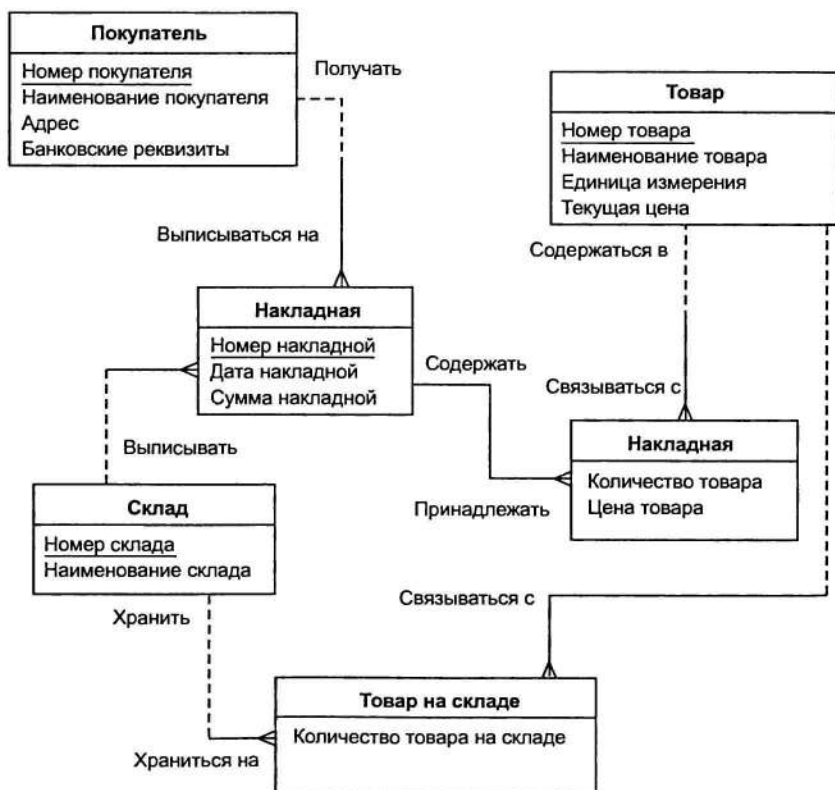 Покупатель
Номер покупателя
Наименование покупателя
Адрес
Банковские реквизиты
Получать
Товар
Номер товара
Наименование товара
Единица измерения
Текущая цена
Выписываться на
Содержаться в
Накладная
Номер накладной
Дата накладной
Сумма накладной
Содержать
Связываться с
Выписывать
Накладная
Количество товара
Цена товара
Принадлежать
Склад
Номер склада
Наименование склада
Хранить
Связываться с
Товар на складе
Количество товара на складе
Храниться на